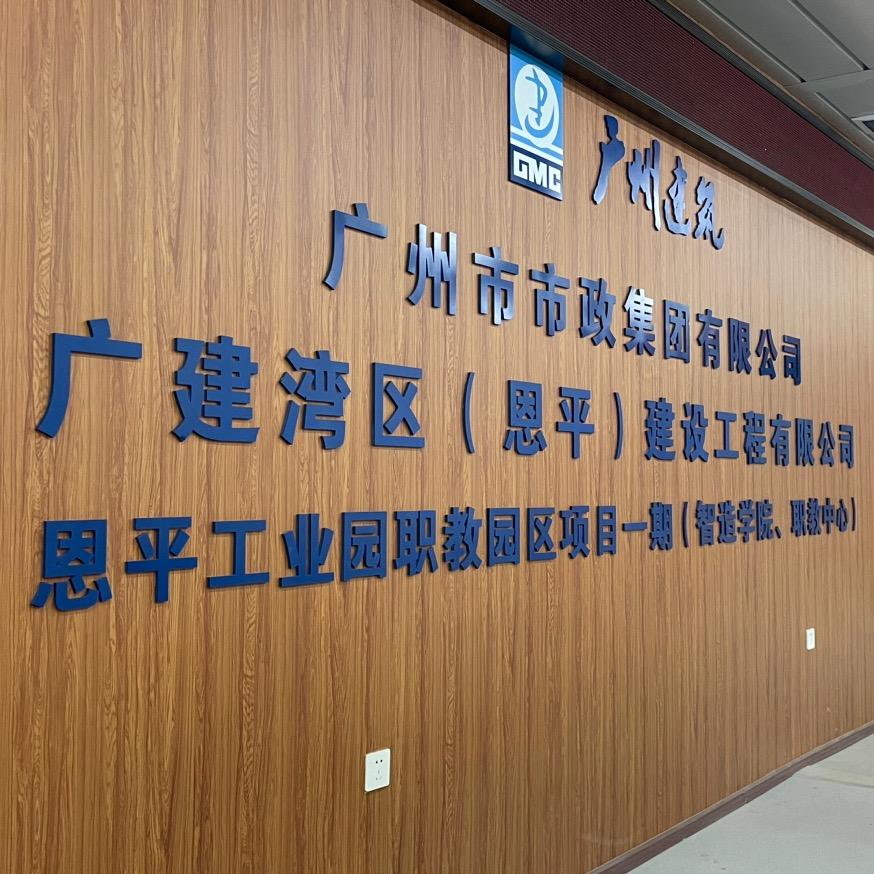 GMC
广州建筑
广州市市政集团有限公司
广建湾区（恩平）建设工程有限公司
恩平工业园职教园区项目一期（智造学院、职教中心）